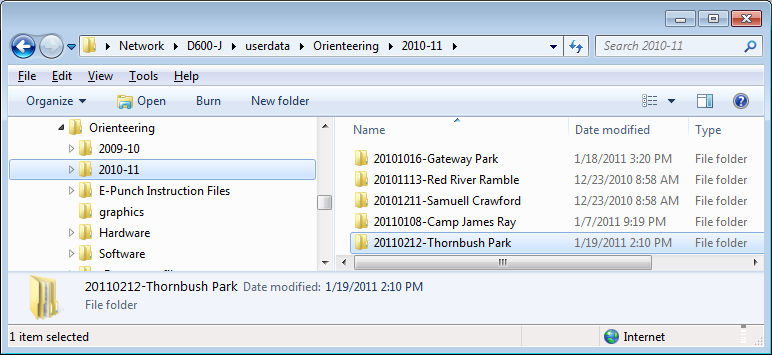 Network D600-J userdata Orienteering 2010-11 Search 2010-11
File Edit View Tools Help
Organize Open Burn New folder
Orienteering
2009-10
2010-11
E-Punch Instruction Files
graphics
Hardware
Software
Name Date modified Type
20101016-Gateway Park 1/18/2011 3:20 PM File folder
20101113-Red River Ramble 12/23/2010 8:58 AM File folder
20101211-Samuell Crawford 12/23/2010 8:58 AM File folder
20110108-Camp James Ray 1/7/2011 9:19 PM File folder
20110212-Thornbush Park 1/19/2011 2:10 PM File folder
20110212-Thornbush Park Date modified: 1/19/2011 2:10 PM
File folder
1 item selected Internet